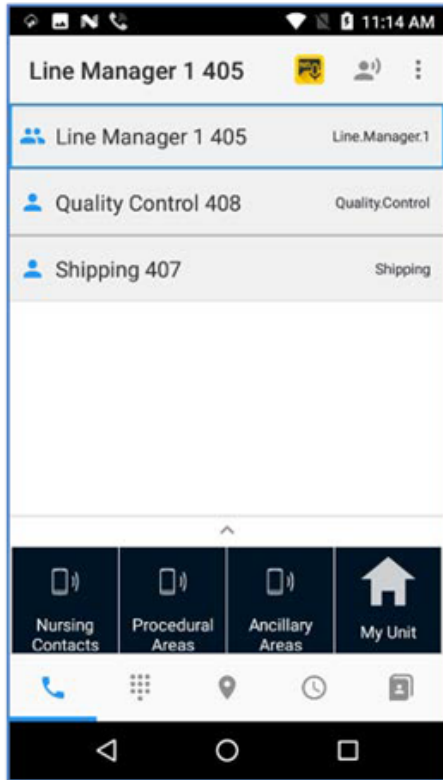 11:14 AM
Line Manager 1 405
Line Manager 1 405 Line.Manager.1
Quality Control 408 Quality.Control
Shipping 407 Shipping
Nursing Contacts
Procedural Areas
Ancillary Areas
My Unit